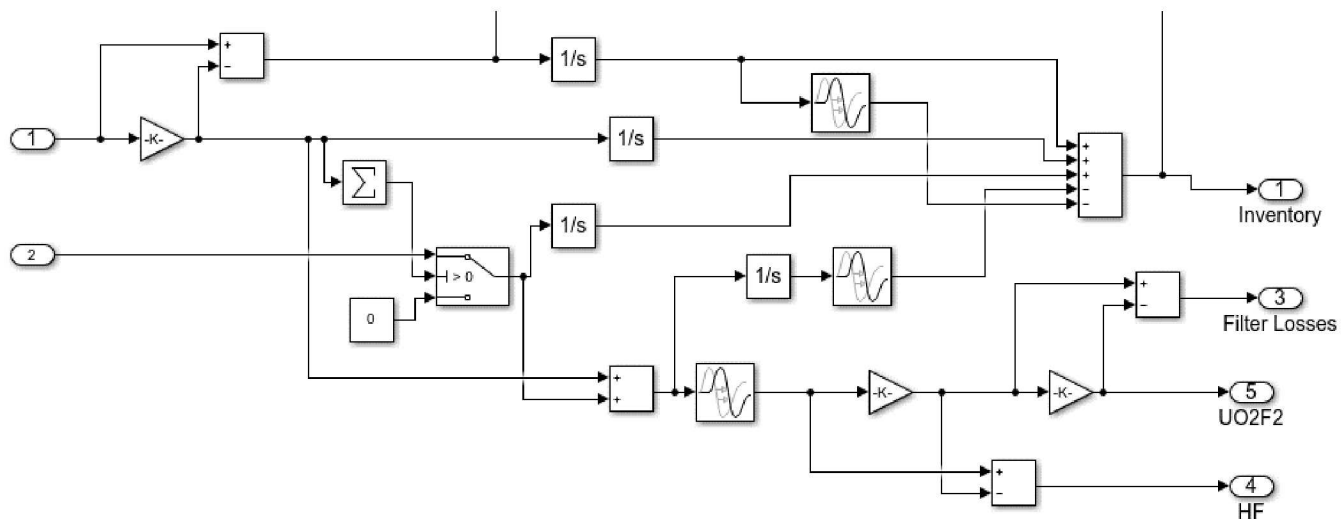 +
−
1/s
1
-K-
1/s
+
+
+
−
−
1
Inventory
Σ
1/s
2
> 0
1/s
+
−
3
Filter Losses
0
+
+
-K-
-K-
5
UO2F2
+
−
4
HF